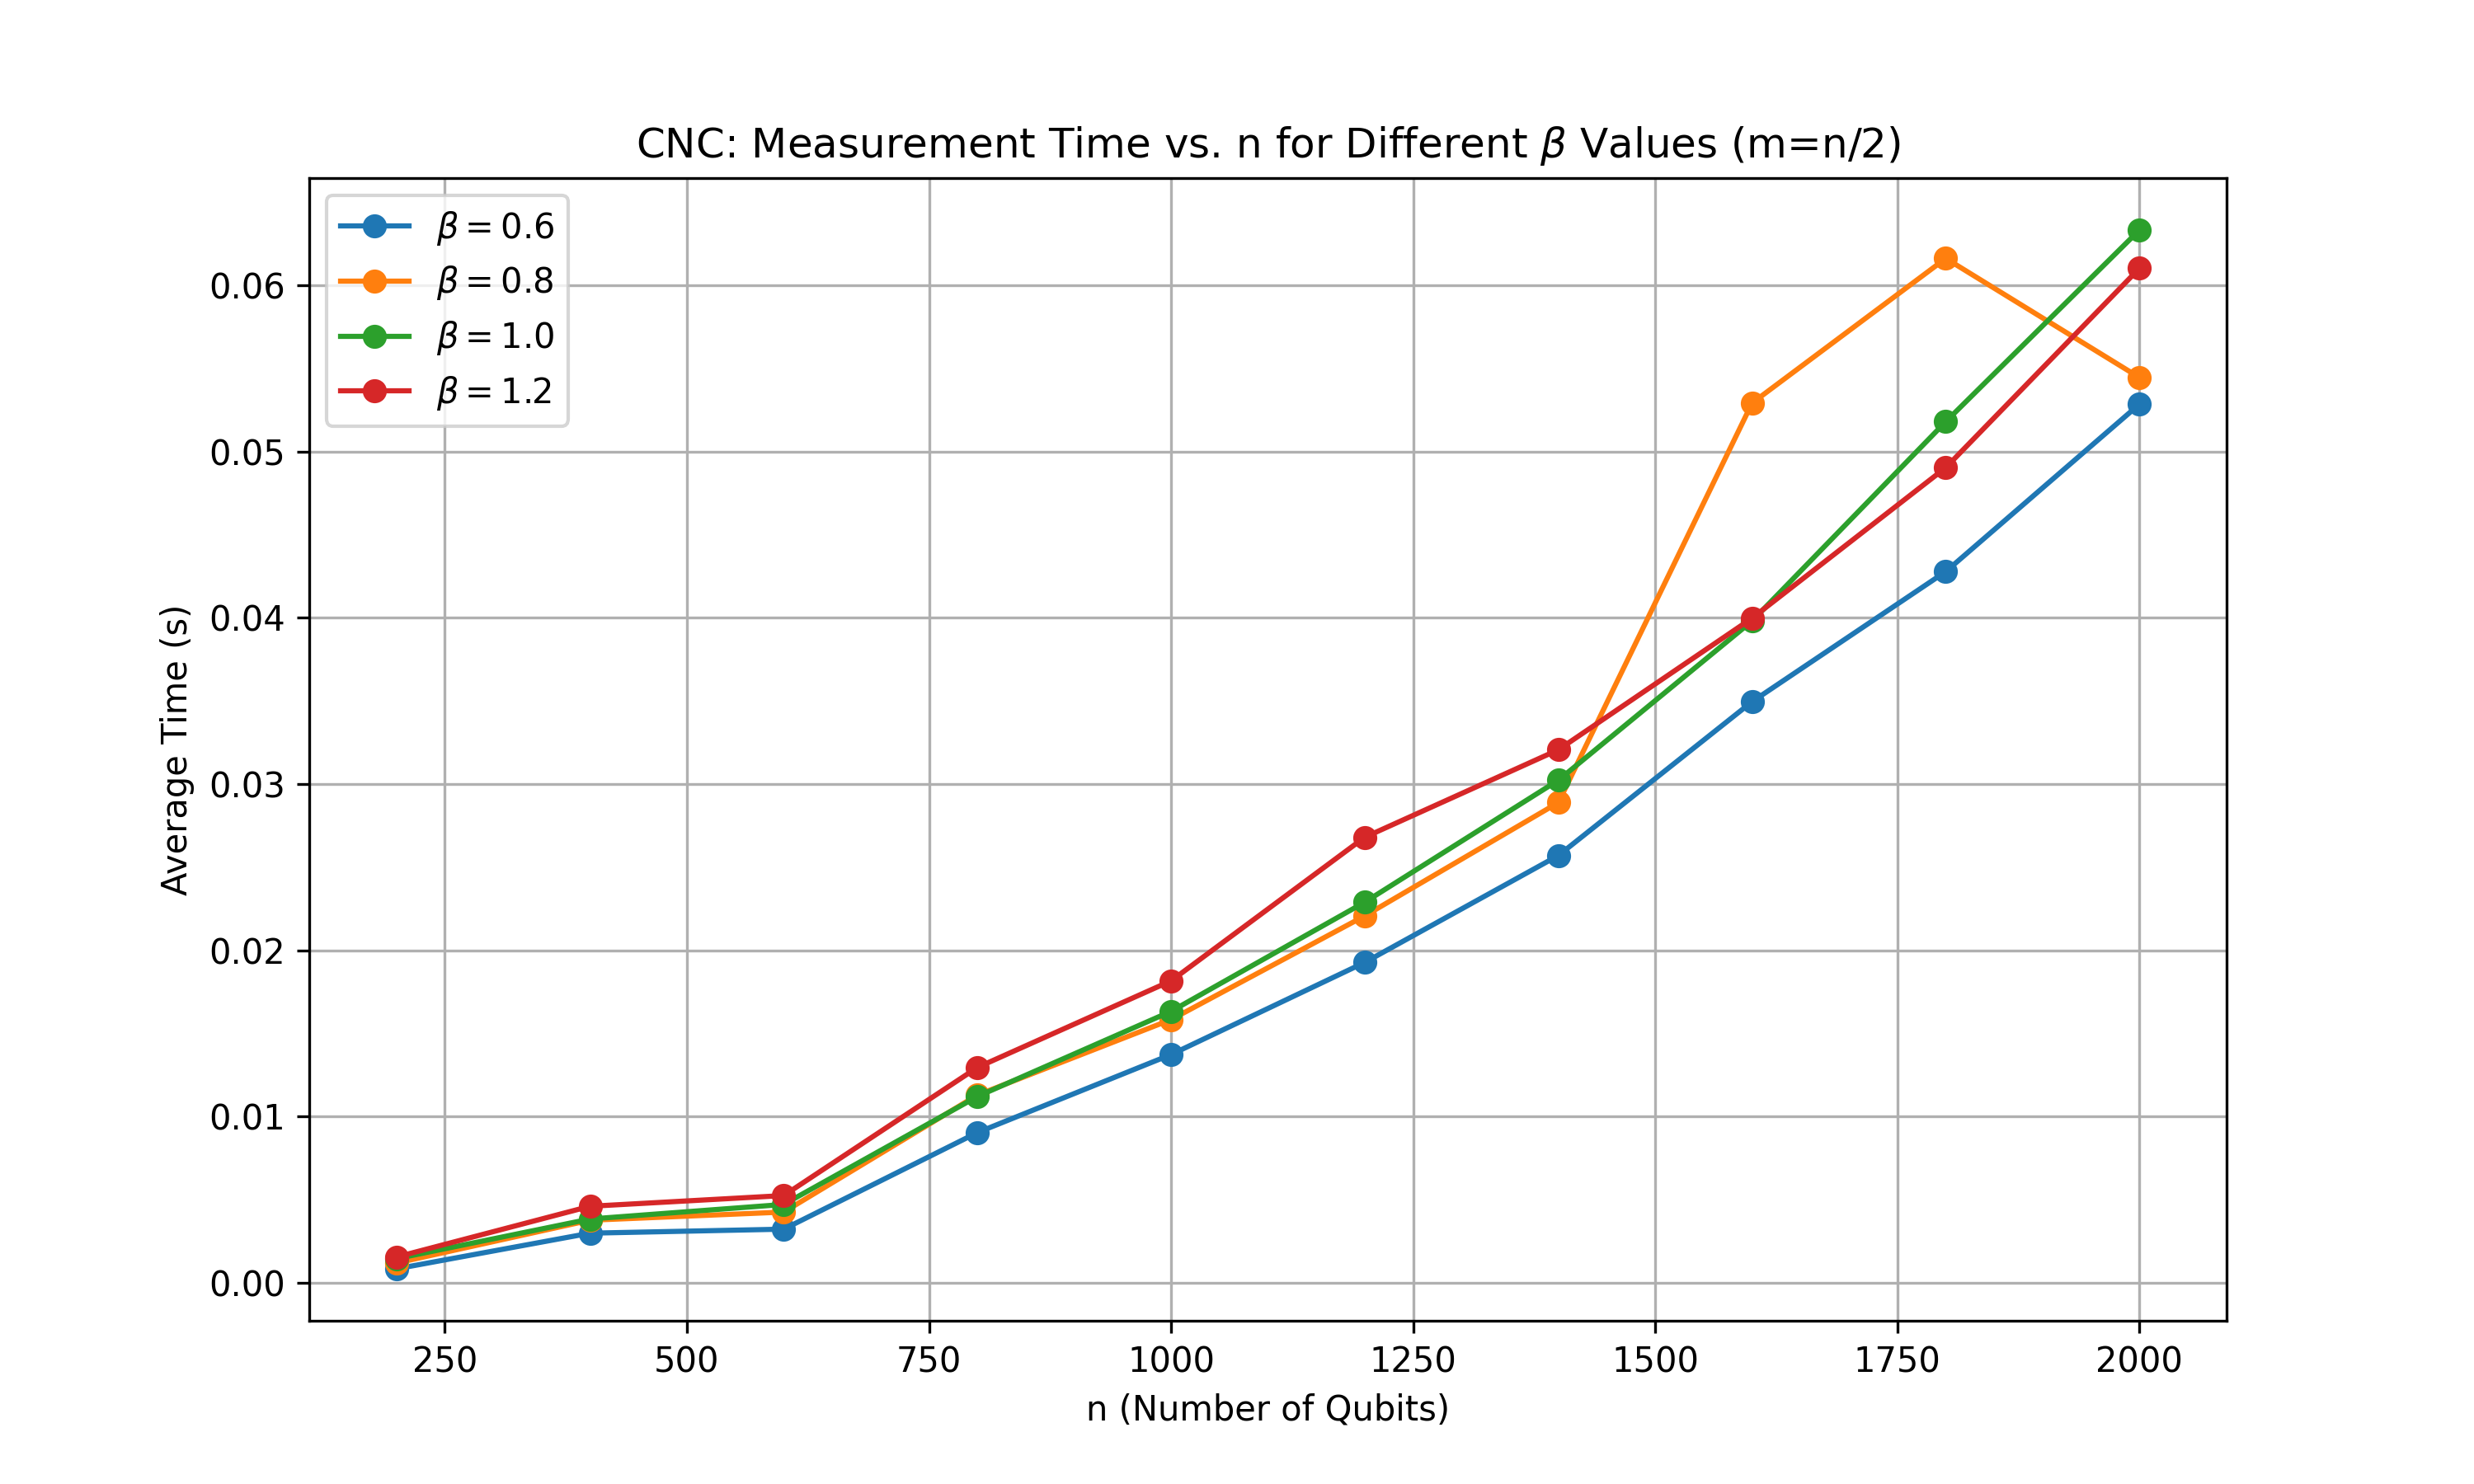 CNC: Measurement Time vs. n for Different β Values (m=n/2)
β = 0.6
β = 0.8
β = 1.0
β = 1.2
Average Time (s)
0.06
0.05
0.04
0.03
0.02
0.01
0.00
250 500 750 1000 1250 1500 1750 2000
n (Number of Qubits)